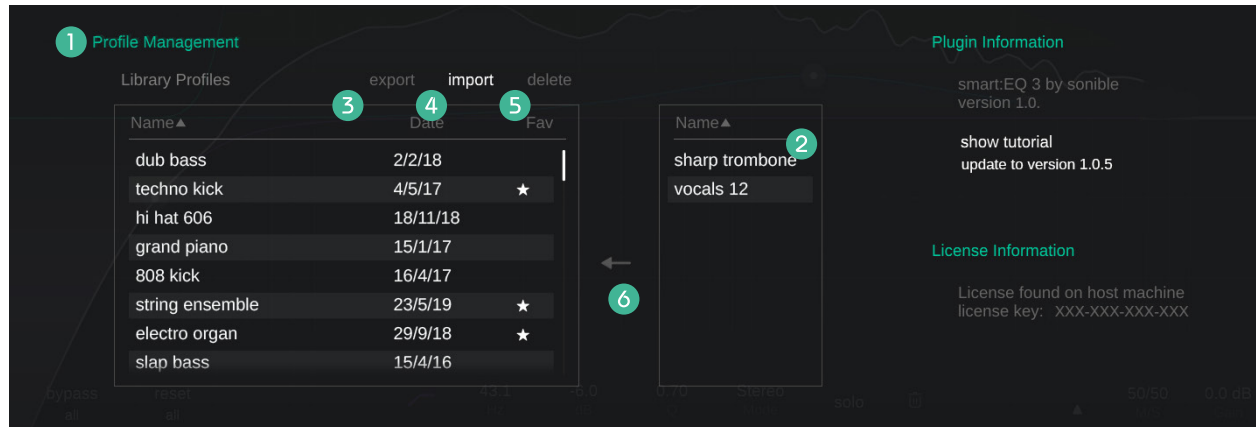 1 Profile Management
Plugin Information
Library Profiles export import delete
smart:EQ 3 by sonible
version 1.0.
3 4 5
Name▲ Date Fav
Name▲
2
show tutorial
update to version 1.0.5
dub bass 2/2/18
sharp trombone
techno kick 4/5/17 ★
vocals 12
hi hat 606 18/11/18
grand piano 15/1/17
License Information
808 kick 16/4/17
←
6
string ensemble 23/5/19 ★
License found on host machine
license key: XXX-XXX-XXX-XXX
electro organ 29/9/18 ★
slap bass 15/4/16
bypass reset 43.1 -6.0 0.70 Stereo solo 50/50 0.0 dB
all all